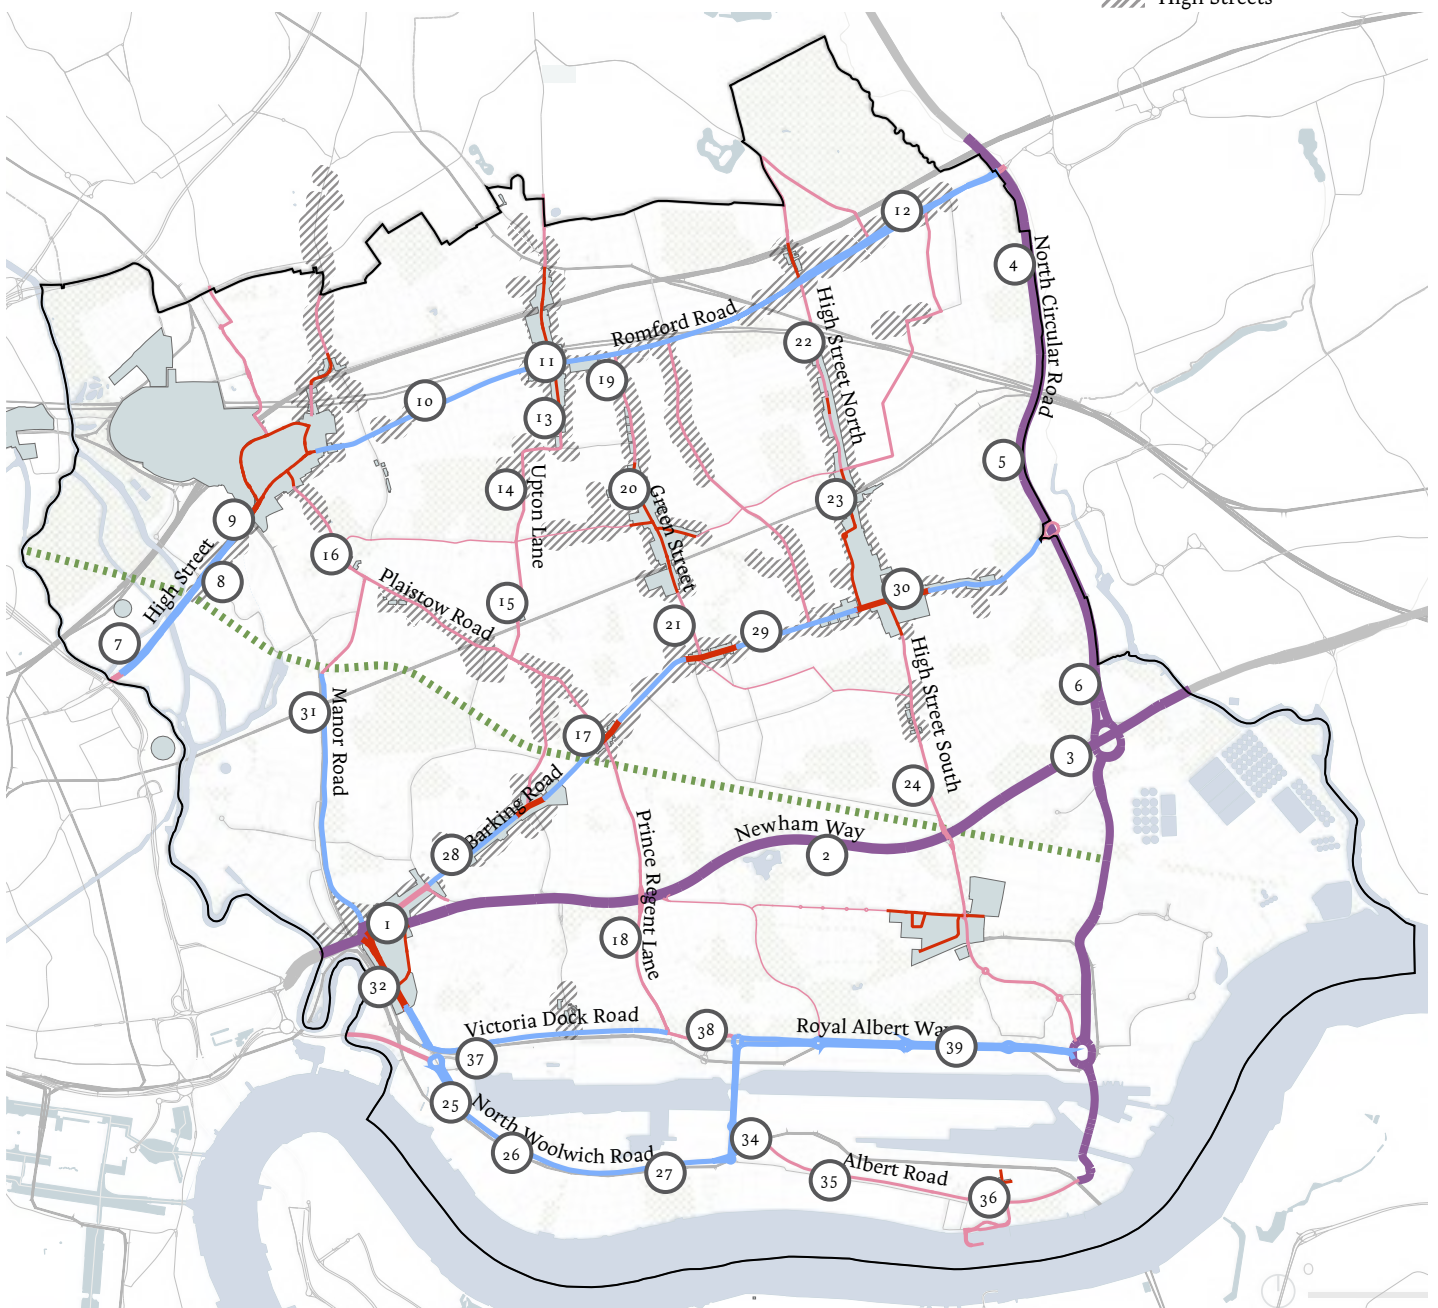 High Streets
12
4
North Circular Road
High Street North
Romford Road
22
11
19
10
13
5
14
Upton Lane
20
Green Street
23
9
16
High Street
8
Plaistow Road
15
30
7
21
29
High Street South
6
31
Manor Road
17
3
24
Barking Road
Newham Way
28
2
Prince Regent Lane
1
18
32
Victoria Dock Road
38
Royal Albert Way
39
37
25
North Woolwich Road
26
27
34
35
Albert Road
36